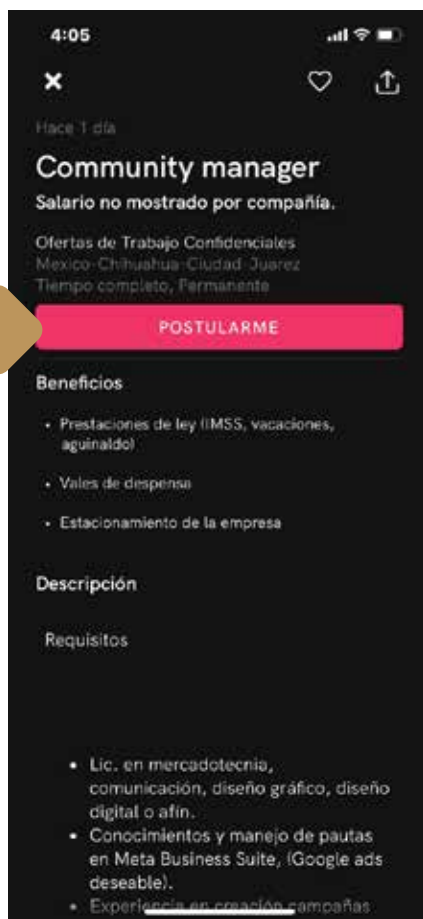 4:05
Hace 1 día
Community manager
Salario no mostrado por compañía.
Ofertas de Trabajo Confidenciales
Mexico-Chihuahua-Ciudad Juarez
Tiempo completo, Permanente
POSTULARME
Beneficios
• Prestaciones de ley (IMSS, vacaciones,
aguinaldo)
• Vales de despensa
• Estacionamiento de la empresa
Descripción
Requisitos
• Lic. en mercadotecnia,
comunicación, diseño gráfico, diseño
digital o afín.
• Conocimientos y manejo de pautas
en Meta Business Suite, (Google ads
deseable).
• Experiencia en creación campañas